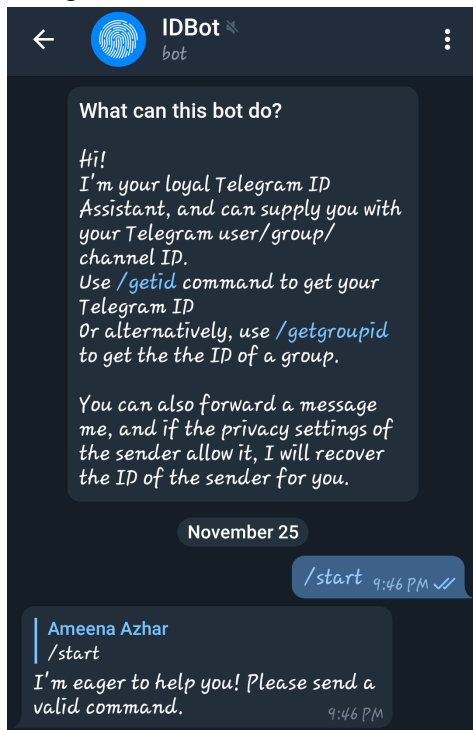 IDBot
bot
What can this bot do?
Hi!
I'm your loyal Telegram ID
Assistant, and can supply you with
your Telegram user/group/
channel ID.
Use /getid command to get your
Telegram ID
Or alternatively, use /getgroupid
to get the the ID of a group.
You can also forward a message
me, and if the privacy settings of
the sender allow it, I will recover
the ID of the sender for you.
November 25
/start 9:46 PM
Ameena Azhar
/start
I'm eager to help you! Please send a
valid command. 9:46 PM